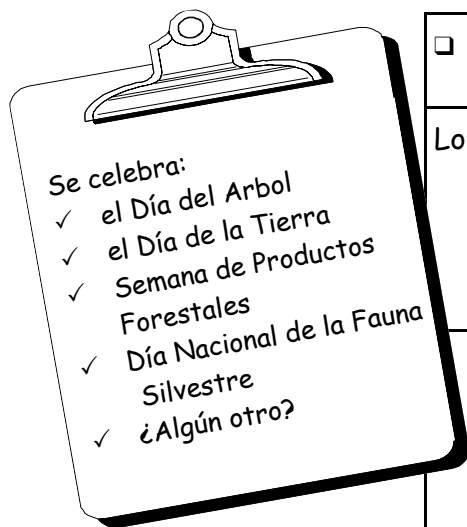 Se celebra:
✓ el Día del Arbol
✓ el Día de la Tierra
✓ Semana de Productos
Forestales
✓ Día Nacional de la Fauna
Silvestre
✓ ¿Algún otro?
❑
Lo